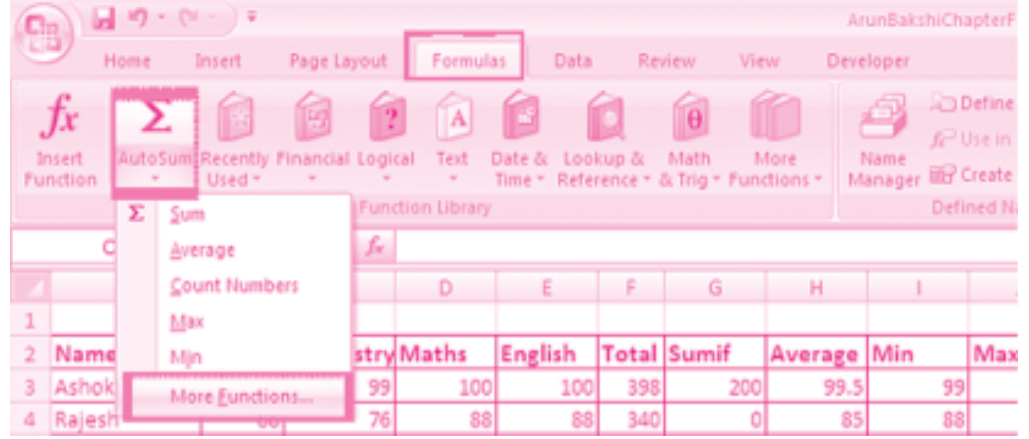 ArunBakshiChapterF
Home Insert Page Layout Formulas Data Review View Developer
fx Σ ? A θ Define
Use in
Insert Function AutoSum Recently Used Financial Logical Text Date & Time Lookup & Reference Math & Trig More Functions Name Manager Create
Function Library Defined Na
Σ Sum
C fx
Average
Count Numbers
D E F G H I
Max
1
Min
2 Name stry Maths English Total Sumif Average Min Max
3 Ashok 99 100 100 398 200 99.5 99
More Functions...
4 Rajesh 76 88 88 340 0 85 88